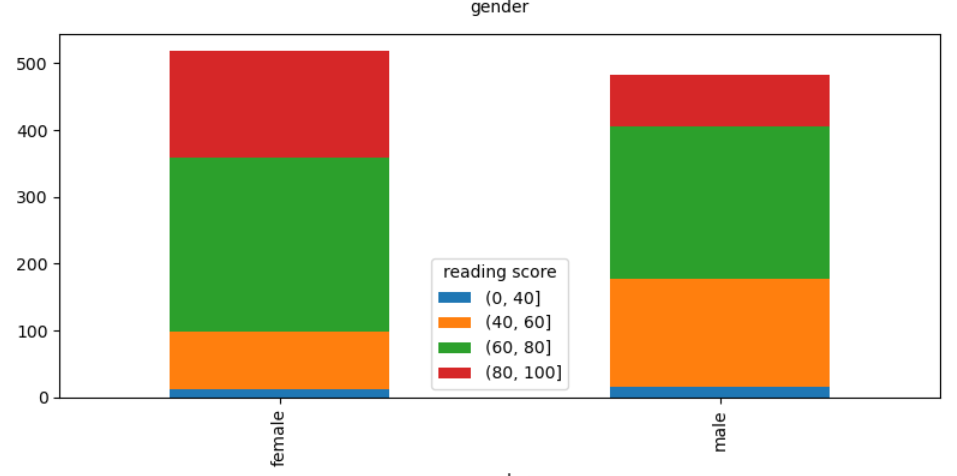 gender
500
400
300
200
100
0
reading score
(0, 40]
(40, 60]
(60, 80]
(80, 100]
female
male